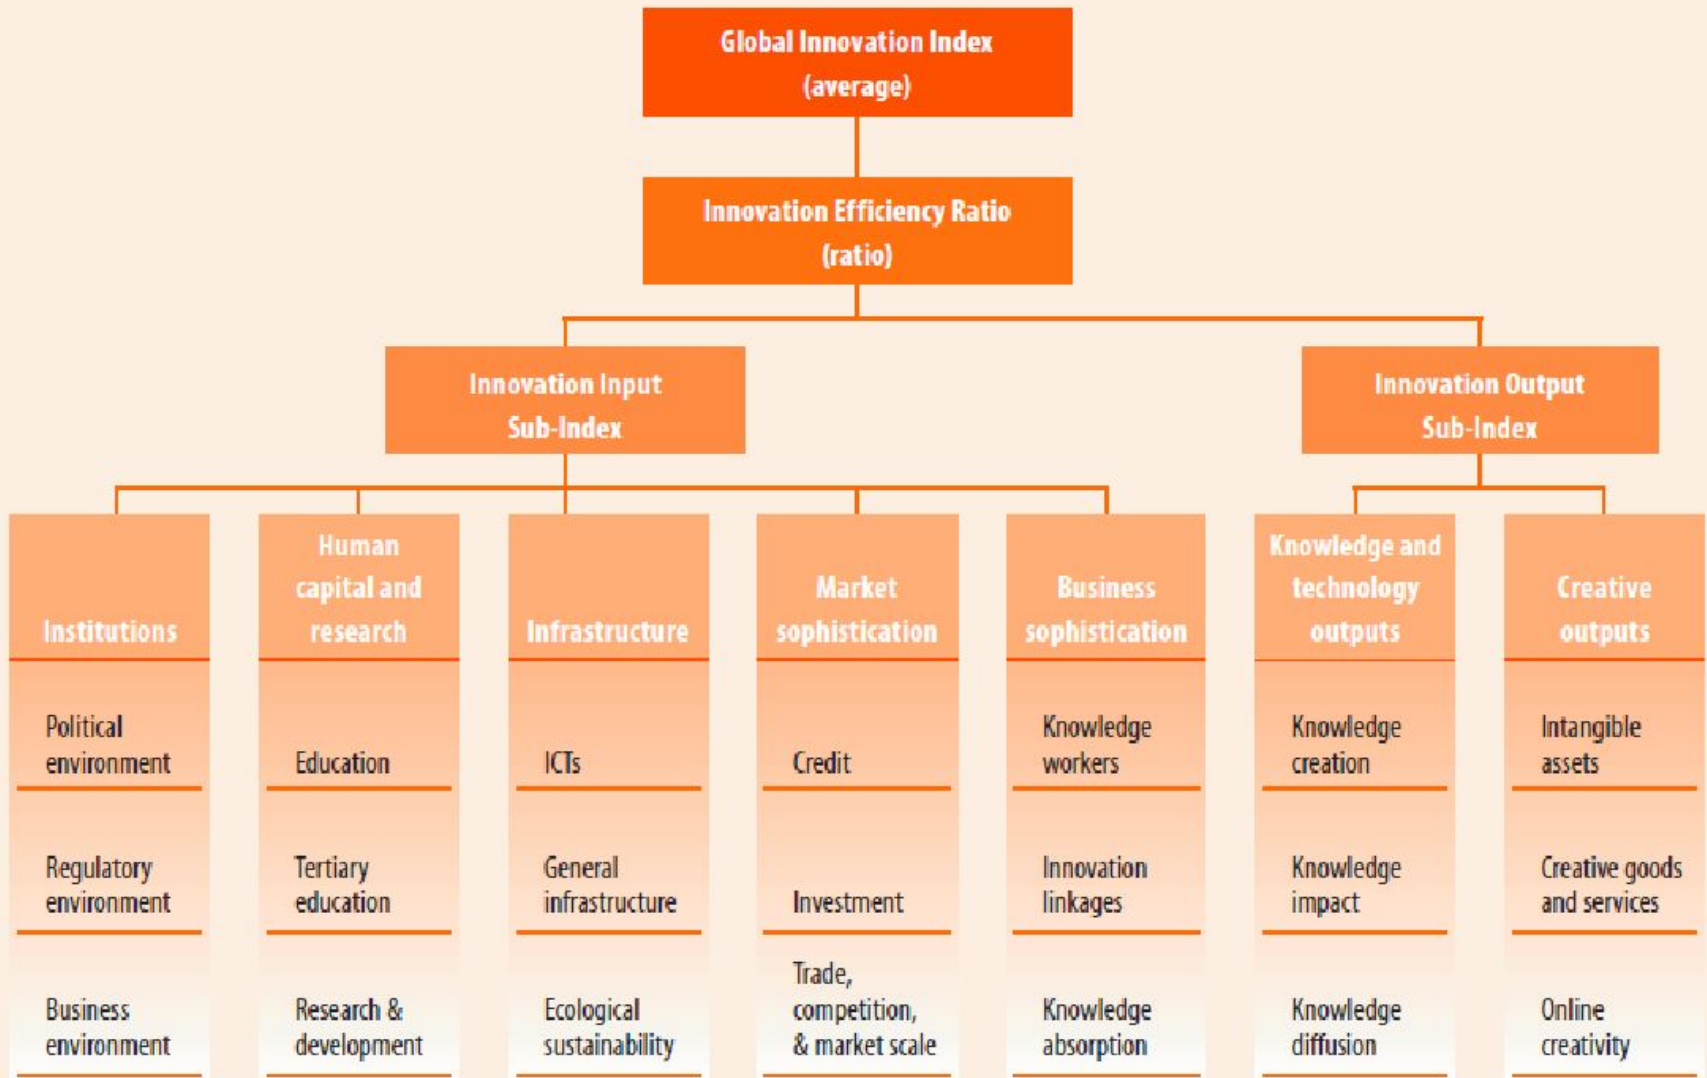 Global Innovation Index
(average)
Innovation Efficiency Ratio
(ratio)
Innovation Input
Sub-Index
Innovation Output
Sub-Index
Institutions
Human
capital and
research
Infrastructure
Market
sophistication
Business
sophistication
Knowledge and
technology
outputs
Creative
outputs
Political
environment
Education
ICTs
Credit
Knowledge
workers
Knowledge
creation
Intangible
assets
Regulatory
environment
Tertiary
education
General
infrastructure
Investment
Innovation
linkages
Knowledge
impact
Creative goods
and services
Business
environment
Research &
development
Ecological
sustainability
Trade,
competition,
& market scale
Knowledge
absorption
Knowledge
diffusion
Online
creativity